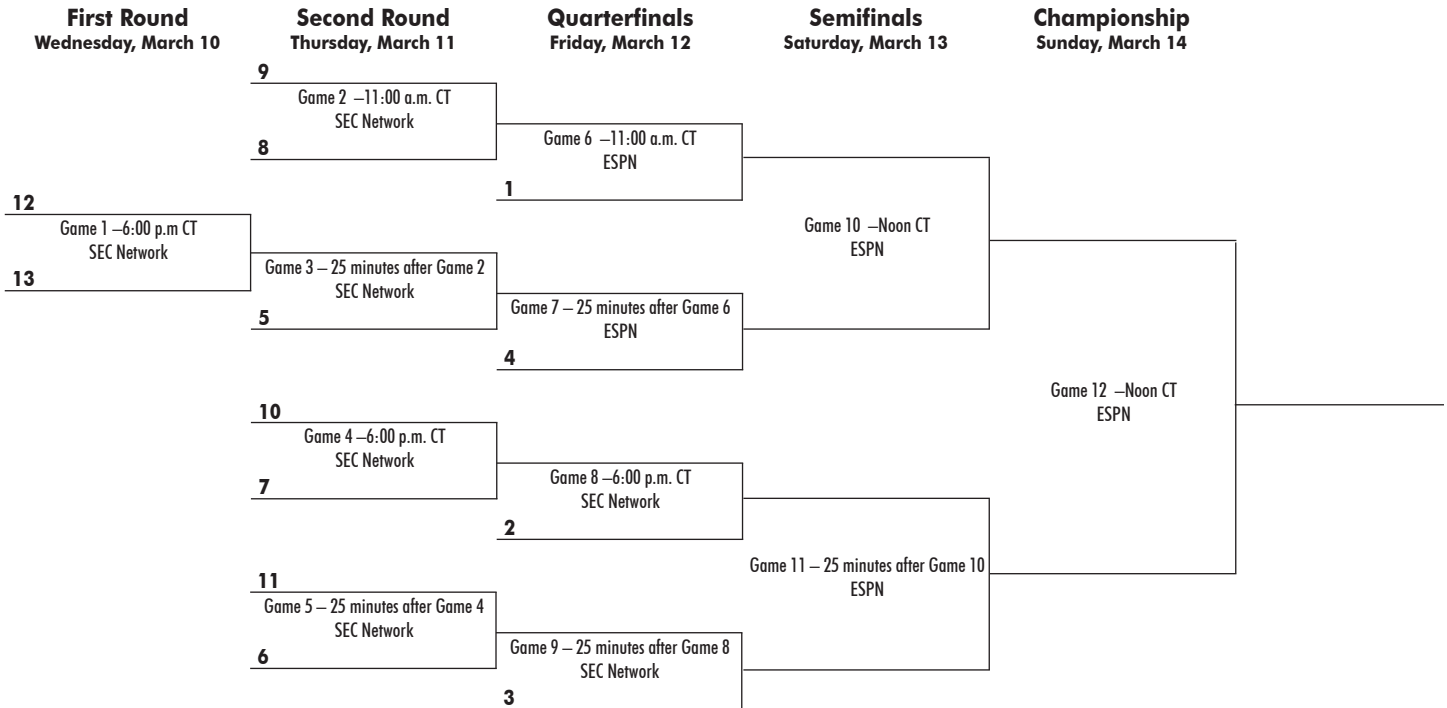 First Round
Wednesday, March 10
Second Round
Thursday, March 11
Quarterfinals
Friday, March 12
Semifinals
Saturday, March 13
Championship
Sunday, March 14
12
Game 1 –6:00 p.m CT
SEC Network
13
9
Game 2 –11:00 a.m. CT
SEC Network
8
Game 3 – 25 minutes after Game 2
SEC Network
5
10
Game 4 –6:00 p.m. CT
SEC Network
7
11
Game 5 – 25 minutes after Game 4
SEC Network
6
Game 6 –11:00 a.m. CT
ESPN
1
Game 7 – 25 minutes after Game 6
ESPN
4
Game 8 –6:00 p.m. CT
SEC Network
2
Game 9 – 25 minutes after Game 8
SEC Network
3
Game 10 –Noon CT
ESPN
Game 11 – 25 minutes after Game 10
ESPN
Game 12 –Noon CT
ESPN